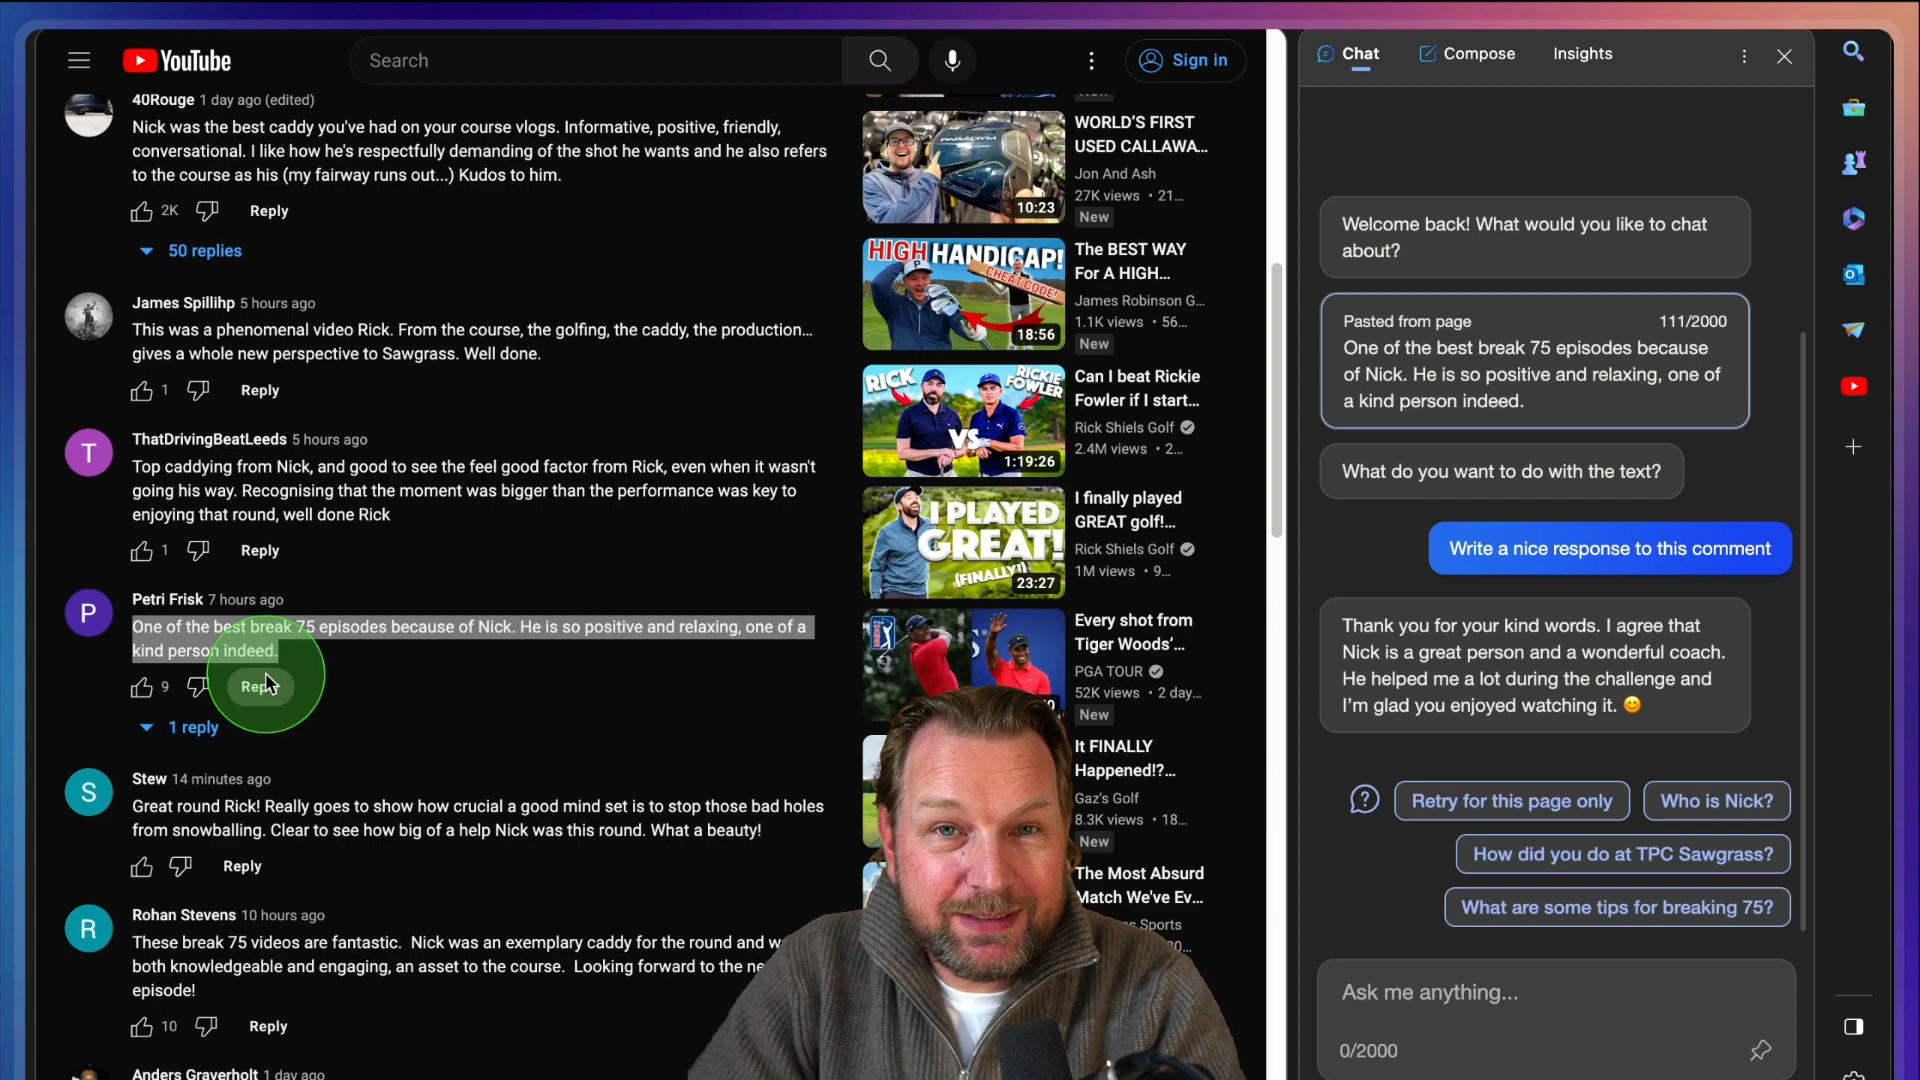 YouTube
Search
Sign in
40Rouge 1 day ago (edited)
Nick was the best caddy you've had on your course vlogs. Informative, positive, friendly,
conversational. I like how he's respectfully demanding of the shot he wants and he also refers
to the course as his (my fairway runs out...) Kudos to him.
2K
Reply
50 replies
James Spillihp 5 hours ago
This was a phenomenal video Rick. From the course, the golfing, the caddy, the production...
gives a whole new perspective to Sawgrass. Well done.
1
Reply
T
ThatDrivingBeatLeeds 5 hours ago
Top caddying from Nick, and good to see the feel good factor from Rick, even when it wasn't
going his way. Recognising that the moment was bigger than the performance was key to
enjoying that round, well done Rick
1
Reply
P
Petri Frisk 7 hours ago
One of the best break 75 episodes because of Nick. He is so positive and relaxing, one of a
kind person indeed.
9
Reply
1 reply
S
Stew 14 minutes ago
Great round Rick! Really goes to show how crucial a good mind set is to stop those bad holes
from snowballing. Clear to see how big of a help Nick was this round. What a beauty!
Reply
R
Rohan Stevens 10 hours ago
These break 75 videos are fantastic. Nick was an exemplary caddy for the round and w
both knowledgeable and engaging, an asset to the course. Looking forward to the ne
episode!
10
Reply
Anders Graverholt 1 day ago
PARADYM
10:23
WORLD'S FIRST
USED CALLAWA...
Jon And Ash
27K views • 21...
New
HIGH HANDICAP!
CHEAT CODE!
18:56
The BEST WAY
For A HIGH...
James Robinson G...
1.1K views • 56...
New
RICK
RICKIE
FOWLER
VS
1:19:26
Can I beat Rickie
Fowler if I start...
Rick Shiels Golf
2.4M views • 2...
I PLAYED
GREAT!
(FINALLY!)
23:27
I finally played
GREAT golf!...
Rick Shiels Golf
1M views • 9...
Every shot from
Tiger Woods'...
PGA TOUR
52K views • 2 day...
New
It FINALLY
Happened!?...
Gaz's Golf
8.3K views • 18...
New
The Most Absurd
Match We've Ev...
s Sports
Chat
Compose
Insights
Welcome back! What would you like to chat
about?
Pasted from page
111/2000
One of the best break 75 episodes because
of Nick. He is so positive and relaxing, one of
a kind person indeed.
What do you want to do with the text?
Write a nice response to this comment
Thank you for your kind words. I agree that
Nick is a great person and a wonderful coach.
He helped me a lot during the challenge and
I'm glad you enjoyed watching it. 😊
Retry for this page only
Who is Nick?
How did you do at TPC Sawgrass?
What are some tips for breaking 75?
Ask me anything...
0/2000